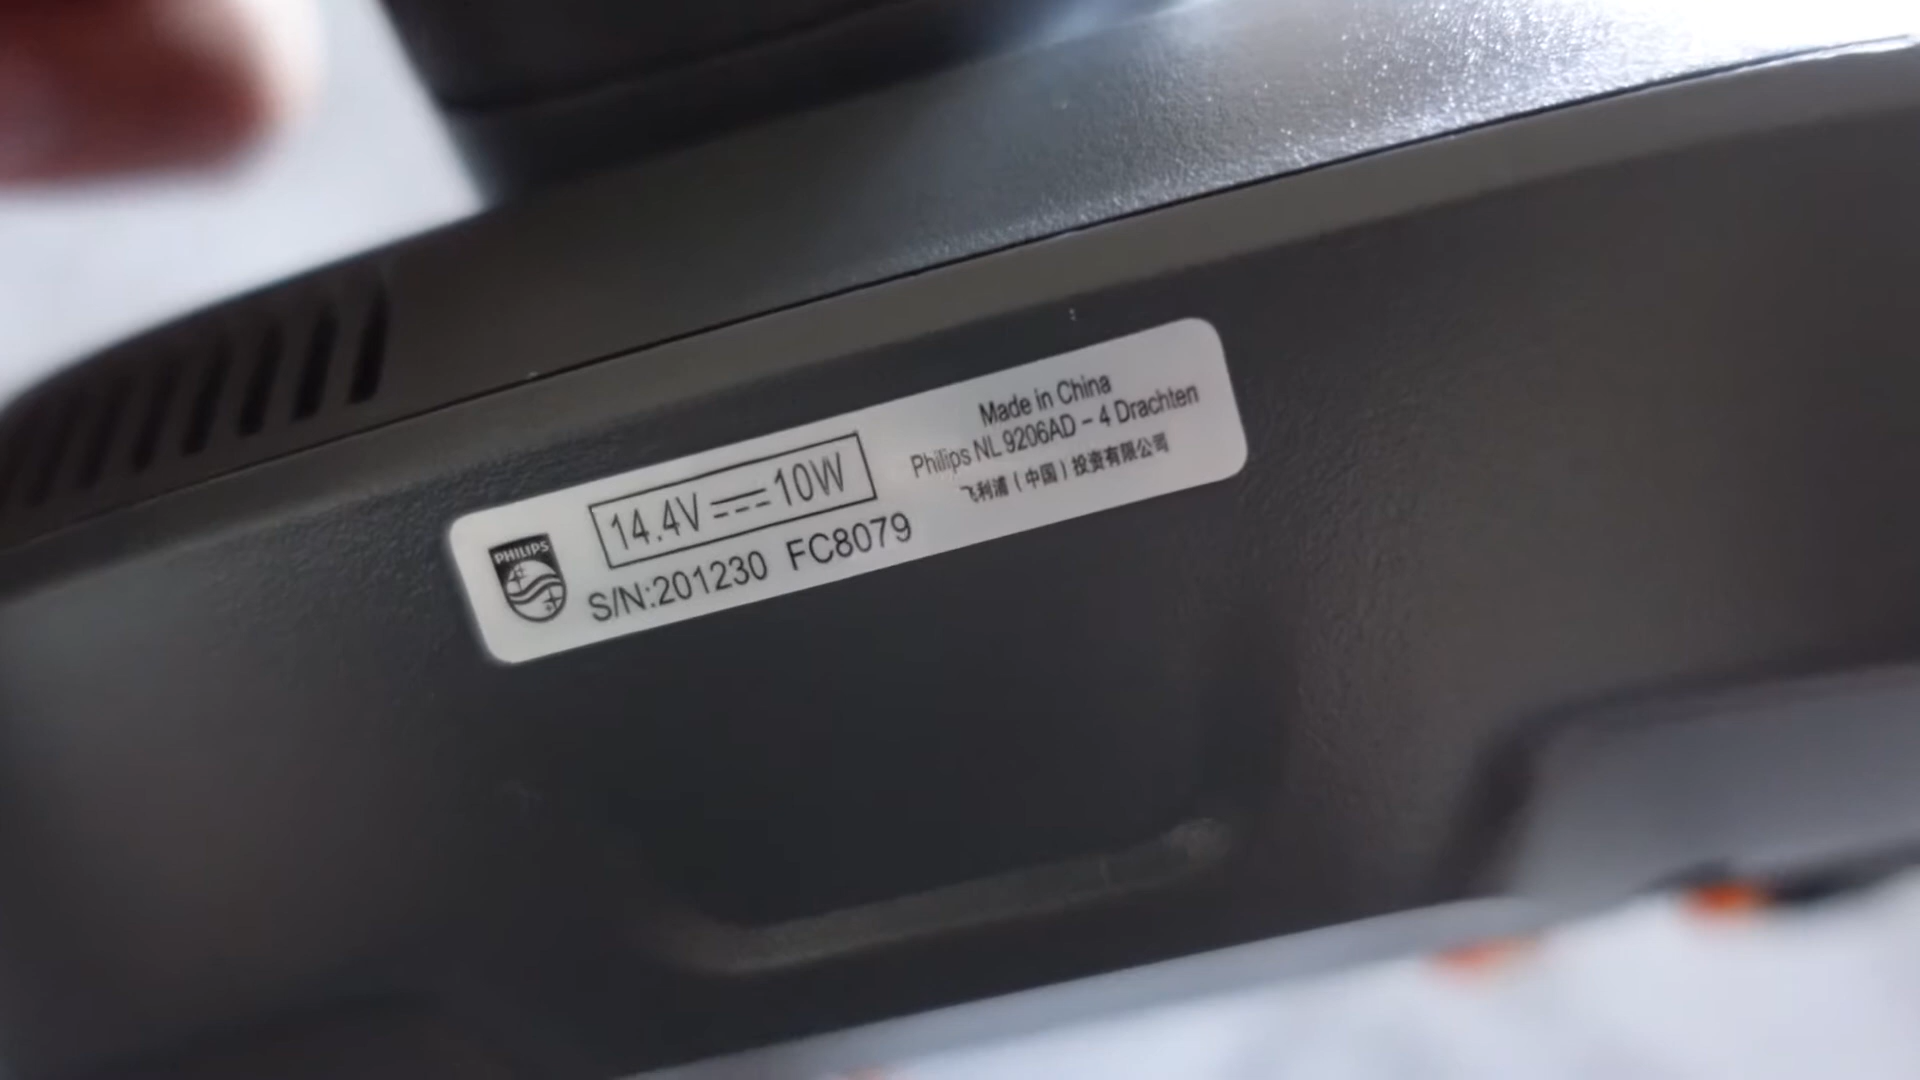 PHILIPS
14.4V ⎓ 10W
S/N:201230 FC8079
Made in China
Philips NL 9206AD - 4 Drachten
飞利浦（中国）投资有限公司